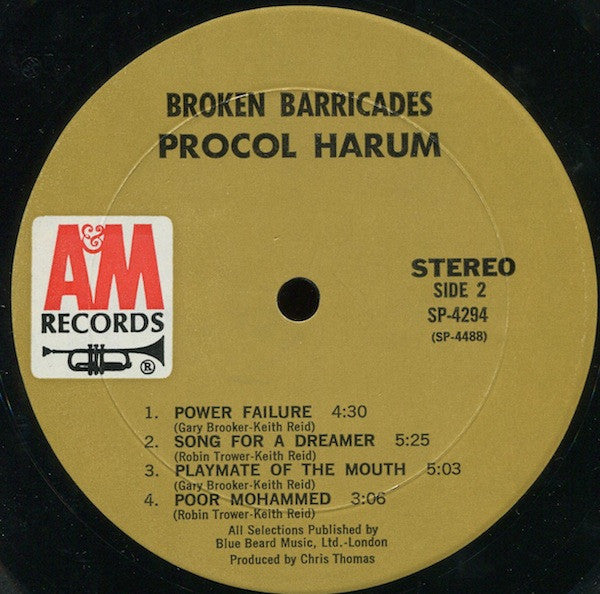 BROKEN BARRICADES
PROCOL HARUM
A&M
RECORDS
®
STEREO
SIDE 2
SP-4294
(SP-4488)
1. POWER FAILURE 4:30
(Gary Brooker-Keith Reid)
2. SONG FOR A DREAMER 5:25
(Robin Trower-Keith Reid)
3. PLAYMATE OF THE MOUTH 5:03
(Gary Brooker-Keith Reid)
4. POOR MOHAMMED 3:06
(Robin Trower-Keith Reid)
All Selections Published by
Blue Beard Music, Ltd.-London
Produced by Chris Thomas